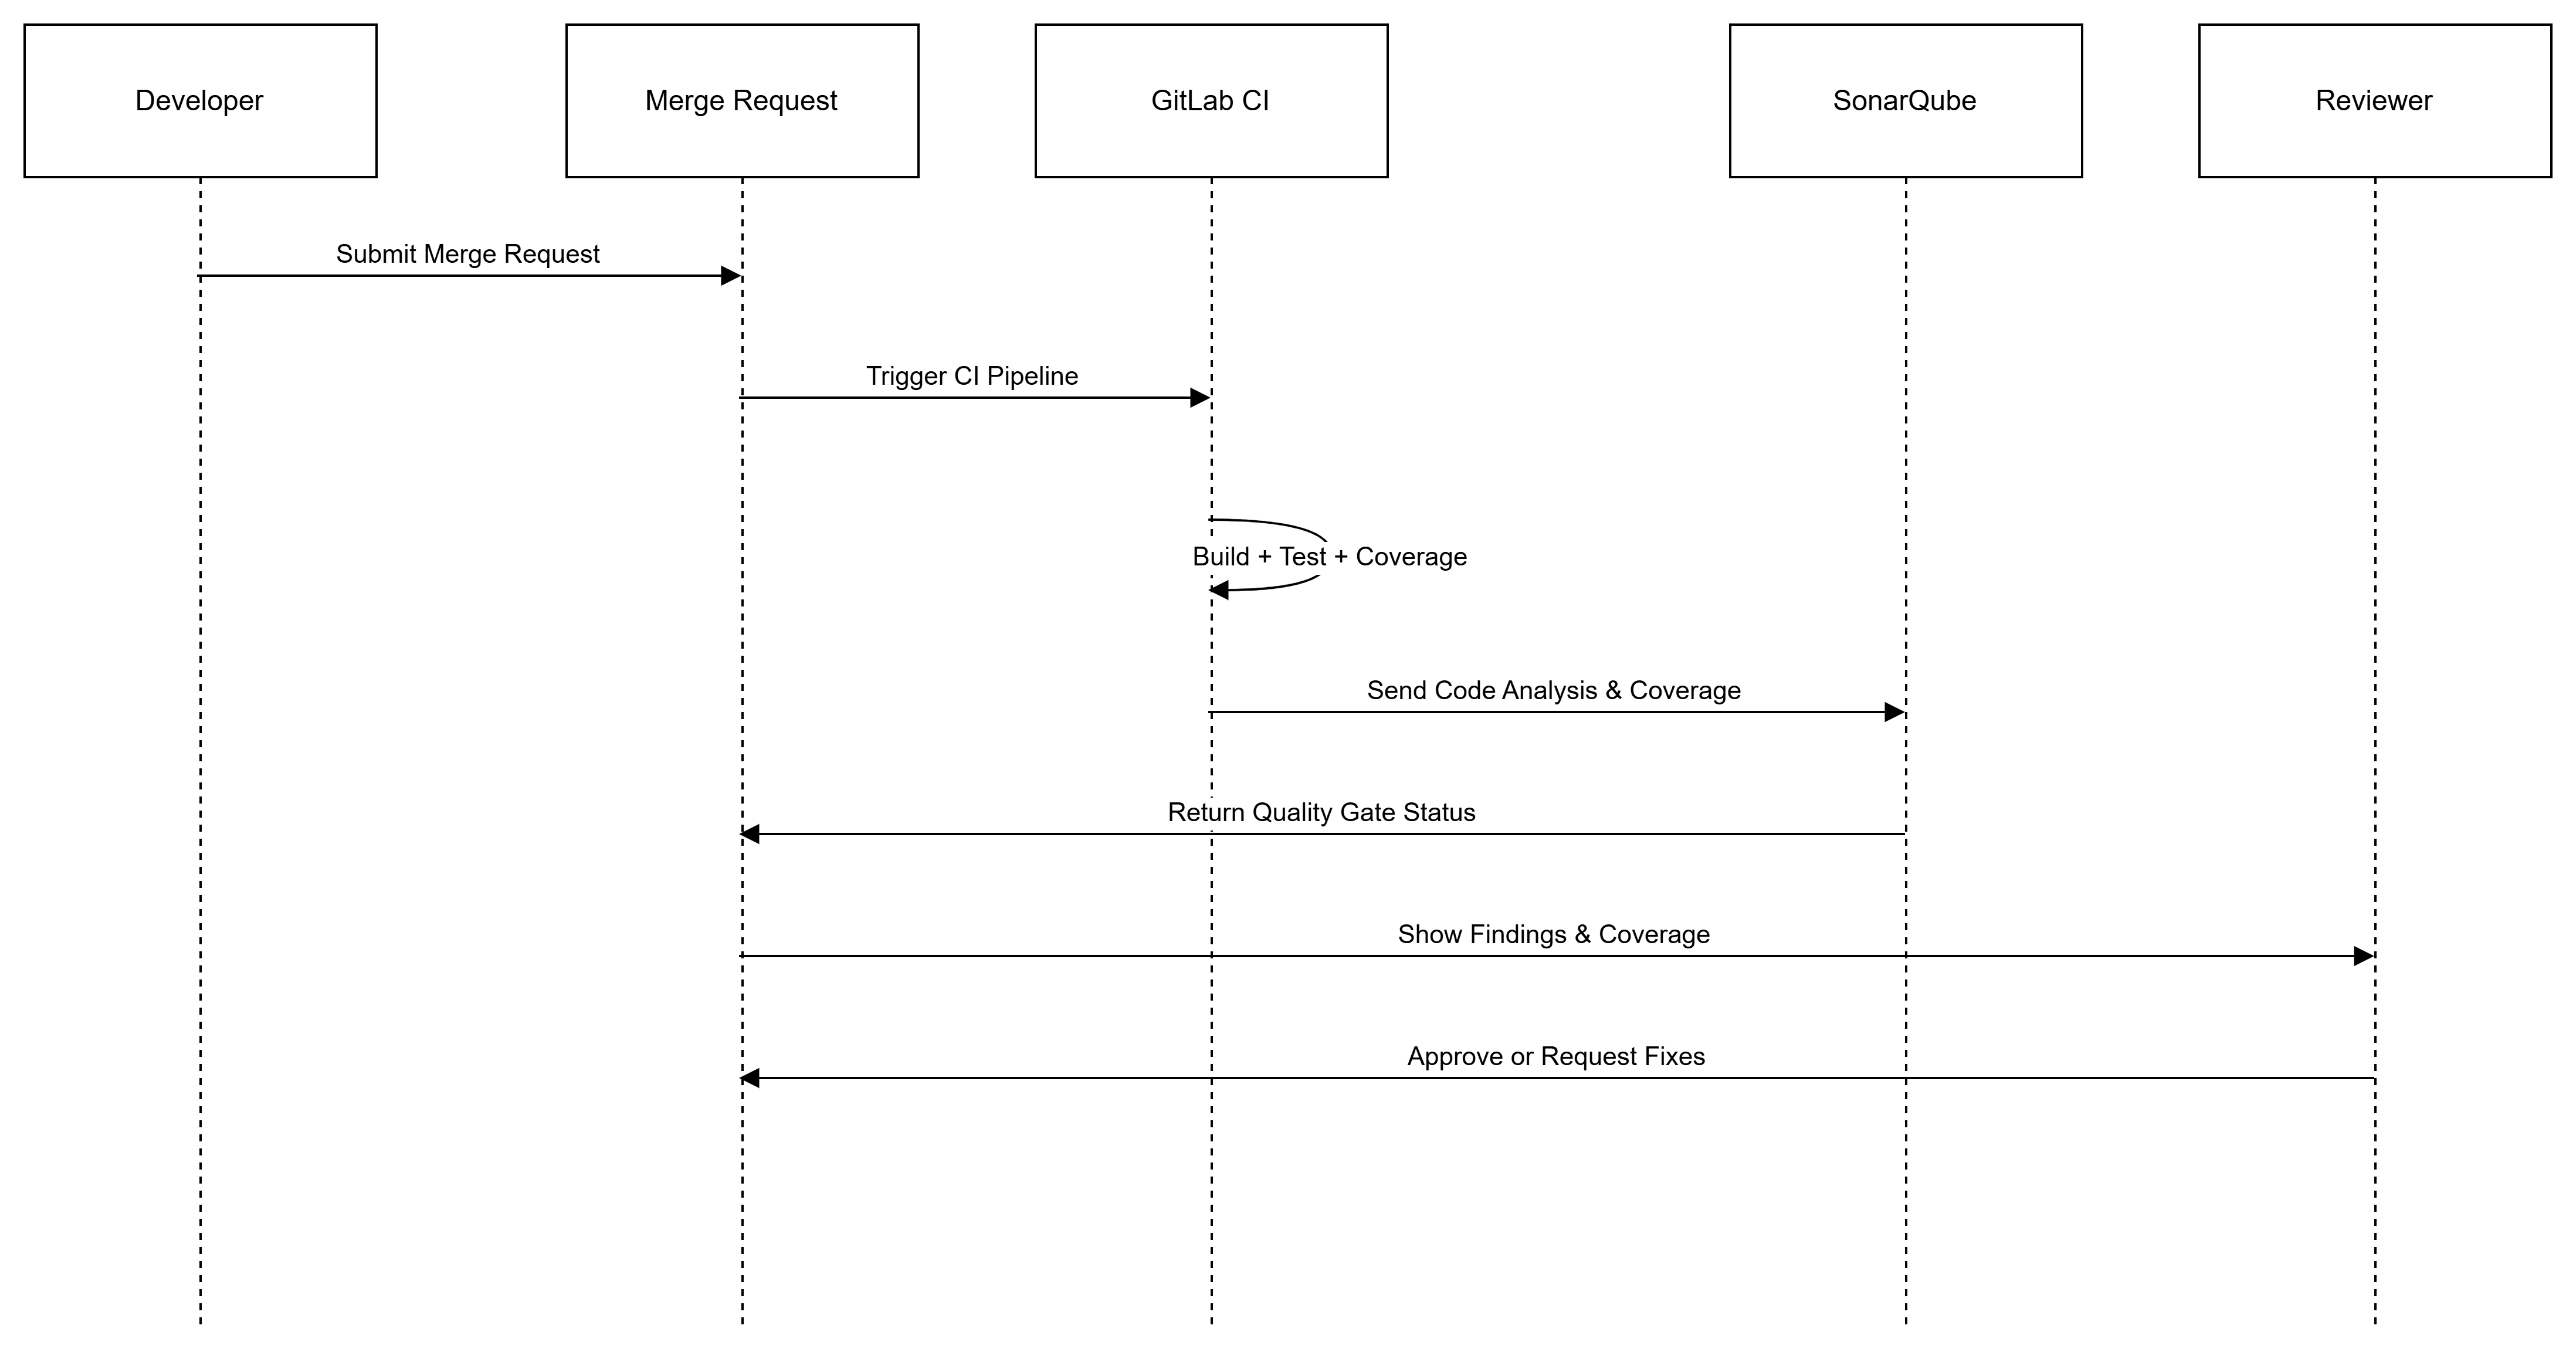 Developer
Merge Request
GitLab CI
SonarQube
Reviewer
Submit Merge Request
Trigger CI Pipeline
Build + Test + Coverage
Send Code Analysis & Coverage
Return Quality Gate Status
Show Findings & Coverage
Approve or Request Fixes